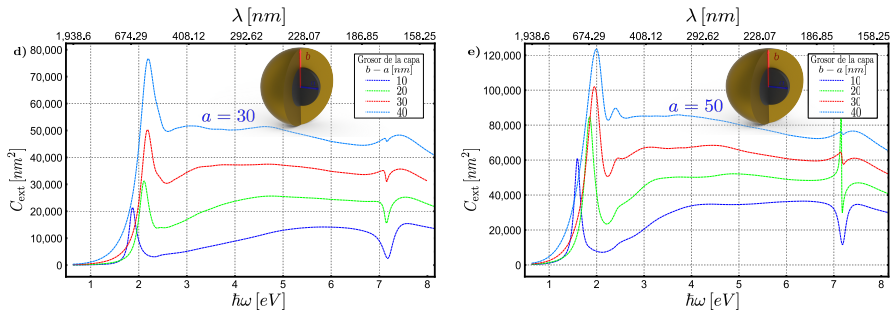 λ [nm]
1,938.6 674.29 408.12 292.62 228.07 186.85 158.25
d)
80,000
70,000
60,000
50,000
40,000
30,000
20,000
10,000
0
C_ext [nm²]
b
a = 30
Grosor de la capa
b − a [nm]
10
20
30
40
1 2 3 4 5 6 7 8
ħω [eV]
λ [nm]
1,938.6 674.29 408.12 292.62 228.07 186.85 158.25
e)
120,000
100,000
80,000
60,000
40,000
20,000
0
C_ext [nm²]
b
a = 50
Grosor de la capa
b − a [nm]
10
20
30
40
1 2 3 4 5 6 7 8
ħω [eV]